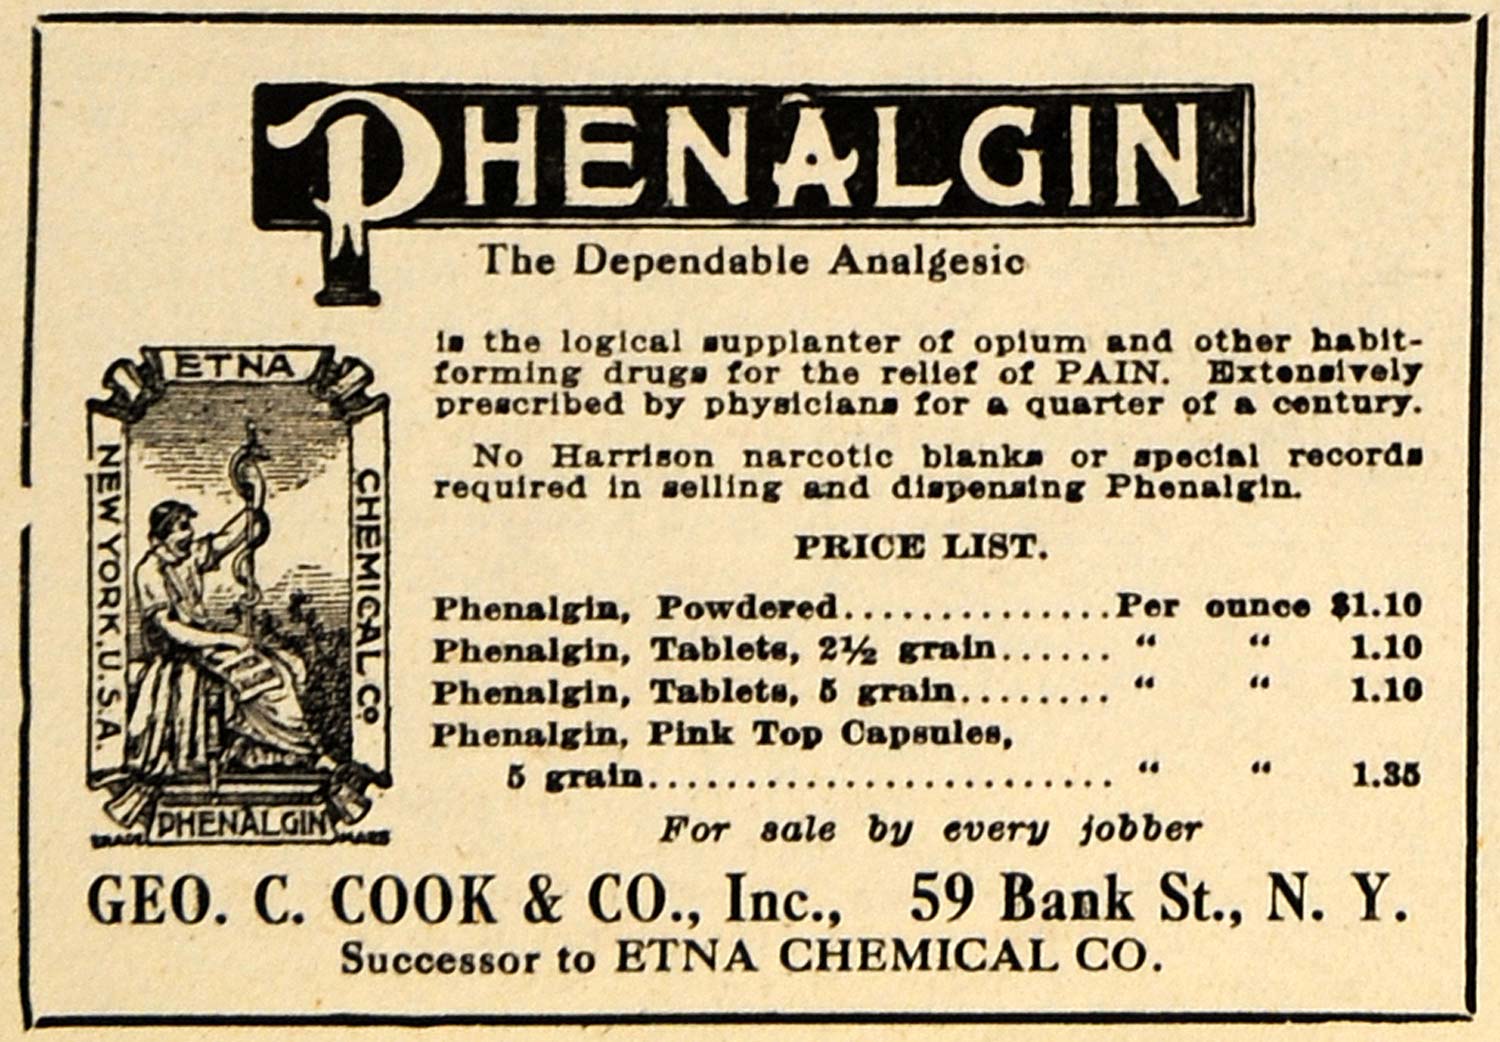 PHENALGIN
The Dependable Analgesic
is the logical supplanter of opium and other habit-
forming drugs for the relief of PAIN. Extensively
prescribed by physicians for a quarter of a century.
No Harrison narcotic blanks or special records
required in selling and dispensing Phenalgin.
PRICE LIST.
Phenalgin, Powdered..............Per ounce $1.10
Phenalgin, Tablets, 2½ grain...... “ “ 1.10
Phenalgin, Tablets, 5 grain........ “ “ 1.10
Phenalgin, Pink Top Capsules,
5 grain........................ “ “ 1.35
For sale by every jobber
ETNA
CHEMICAL Co
NEW YORK. U.S.A.
PHENALGIN
TRADE MARK
GEO. C. COOK & CO., Inc., 59 Bank St., N. Y.
Successor to ETNA CHEMICAL CO.